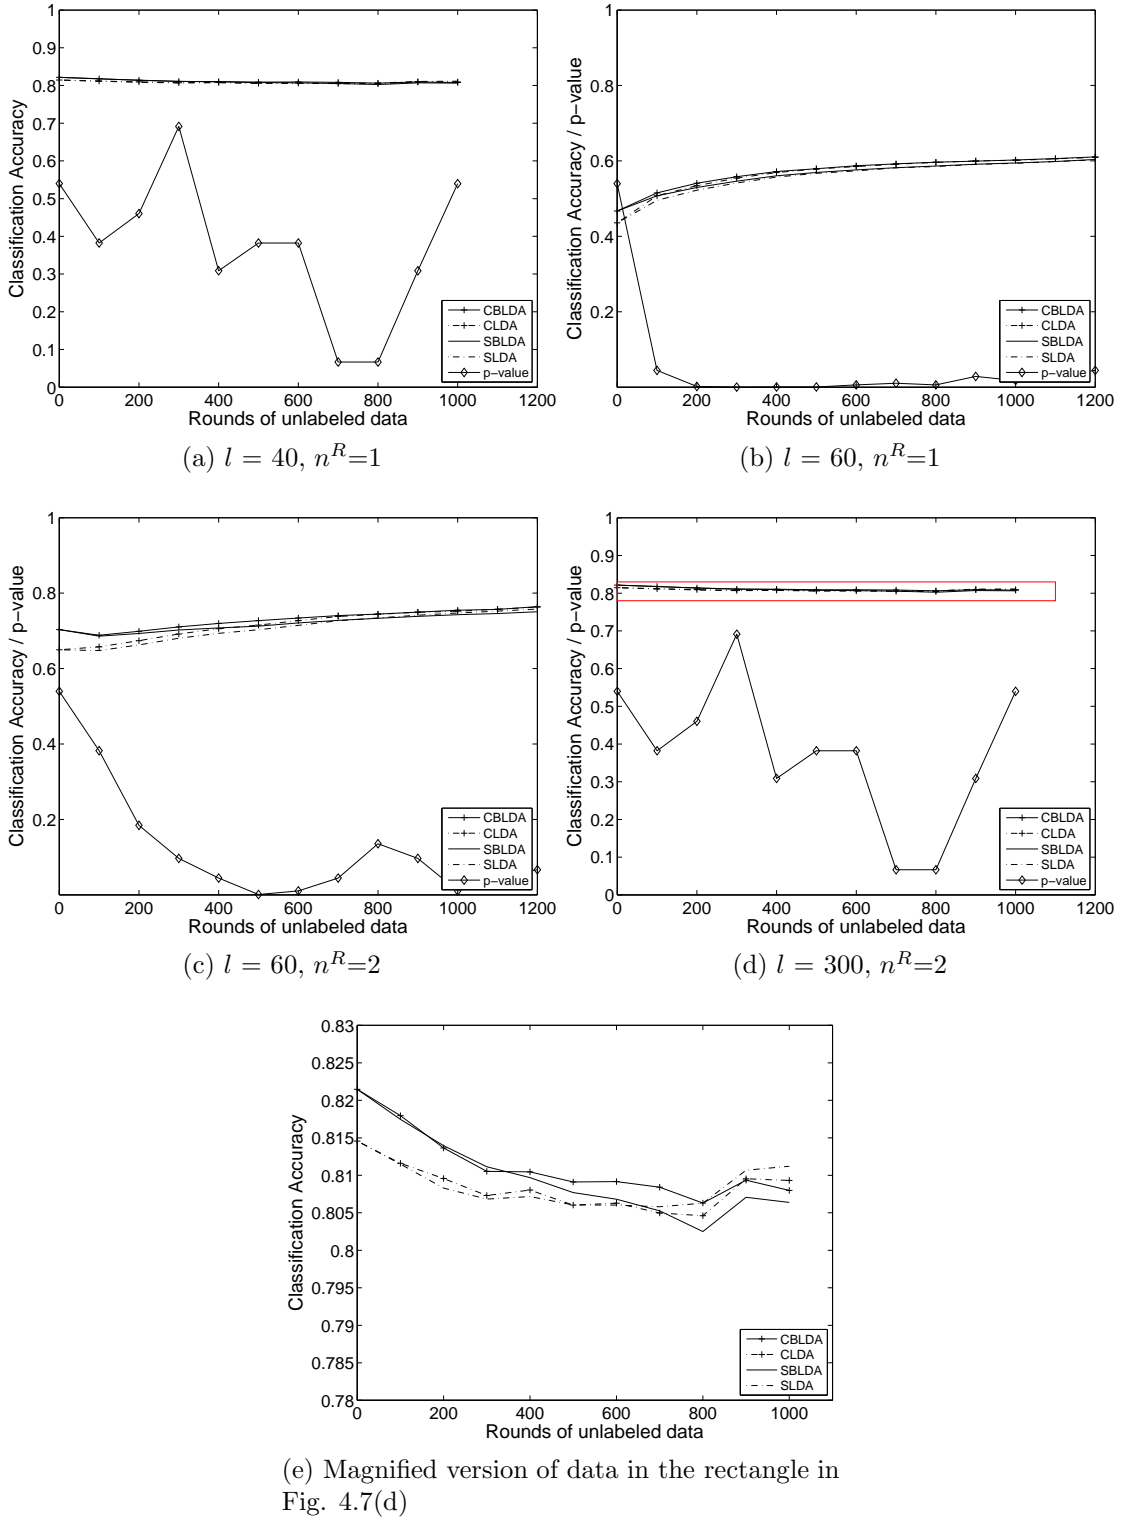 1
0.9
0.8
0.7
0.6
0.5
0.4
0.3
0.2
0.1
0
Classification Accuracy
CBLDA
CLDA
SBLDA
SLDA
p−value
0 200 400 600 800 1000 1200
Rounds of unlabeled data
(a) l = 40, n^R=1
1
0.8
0.6
0.4
0.2
Classification Accuracy / p−value
CBLDA
CLDA
SBLDA
SLDA
p−value
0 200 400 600 800 1000 1200
Rounds of unlabeled data
(b) l = 60, n^R=1
1
0.8
0.6
0.4
0.2
Classification Accuracy / p−value
CBLDA
CLDA
SBLDA
SLDA
p−value
0 200 400 600 800 1000 1200
Rounds of unlabeled data
(c) l = 60, n^R=2
1
0.9
0.8
0.7
0.6
0.5
0.4
0.3
0.2
0.1
0
Classification Accuracy / p−value
CBLDA
CLDA
SBLDA
SLDA
p−value
0 200 400 600 800 1000 1200
Rounds of unlabeled data
(d) l = 300, n^R=2
0.83
0.825
0.82
0.815
0.81
0.805
0.8
0.795
0.79
0.785
0.78
Classification Accuracy
CBLDA
CLDA
SBLDA
SLDA
0 200 400 600 800 1000
Rounds of unlabeled data
(e) Magnified version of data in the rectangle in
Fig. 4.7(d)